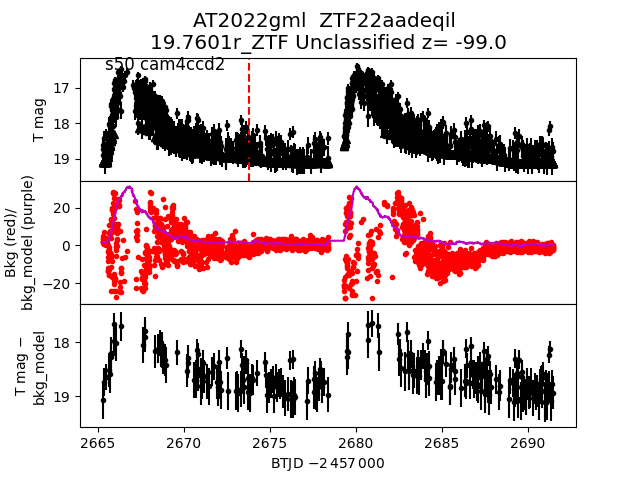 AT2022gml  ZTF22aadeqil
19.7601r_ZTF Unclassified z= -99.0
s50 cam4ccd2
T mag
17
18
19
Bkg (red)/
bkg_model (purple)
20
0
−20
T mag −
bkg_model
18
19
2665 2670 2675 2680 2685 2690
BTJD −2 457 000